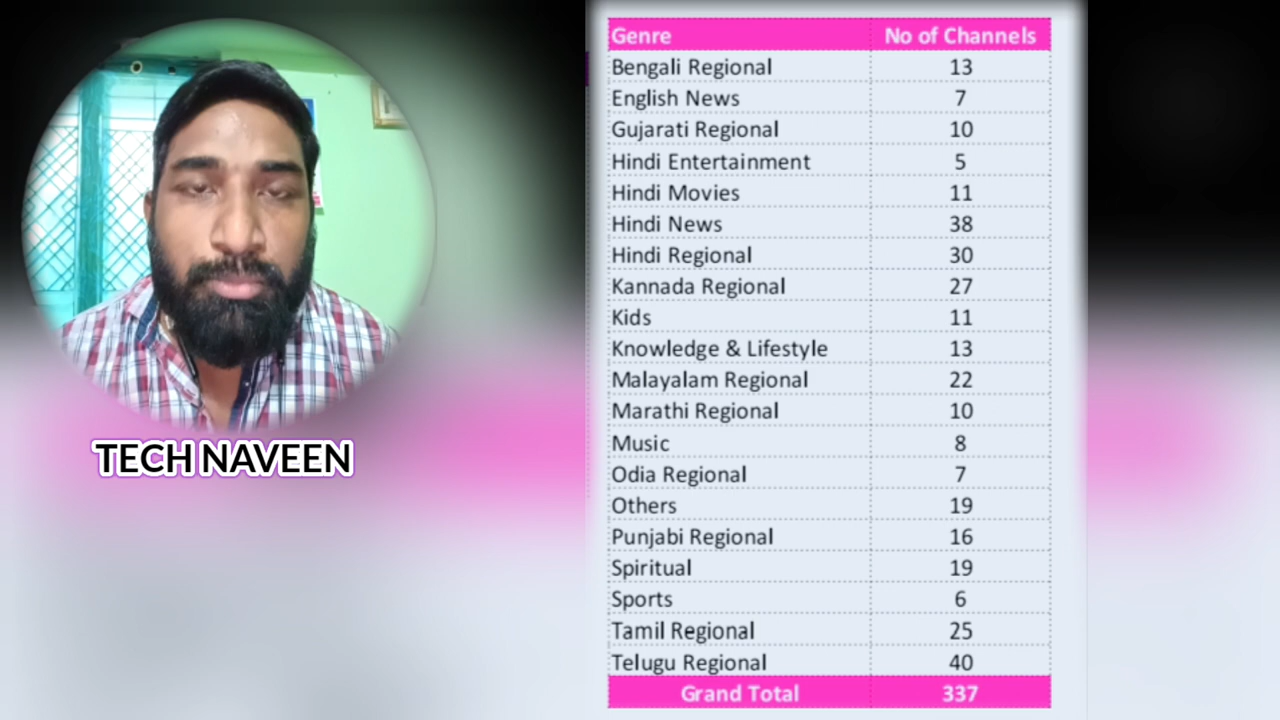 TECH NAVEEN
Genre No of Channels
Bengali Regional 13
English News 7
Gujarati Regional 10
Hindi Entertainment 5
Hindi Movies 11
Hindi News 38
Hindi Regional 30
Kannada Regional 27
Kids 11
Knowledge & Lifestyle 13
Malayalam Regional 22
Marathi Regional 10
Music 8
Odia Regional 7
Others 19
Punjabi Regional 16
Spiritual 19
Sports 6
Tamil Regional 25
Telugu Regional 40
Grand Total 337